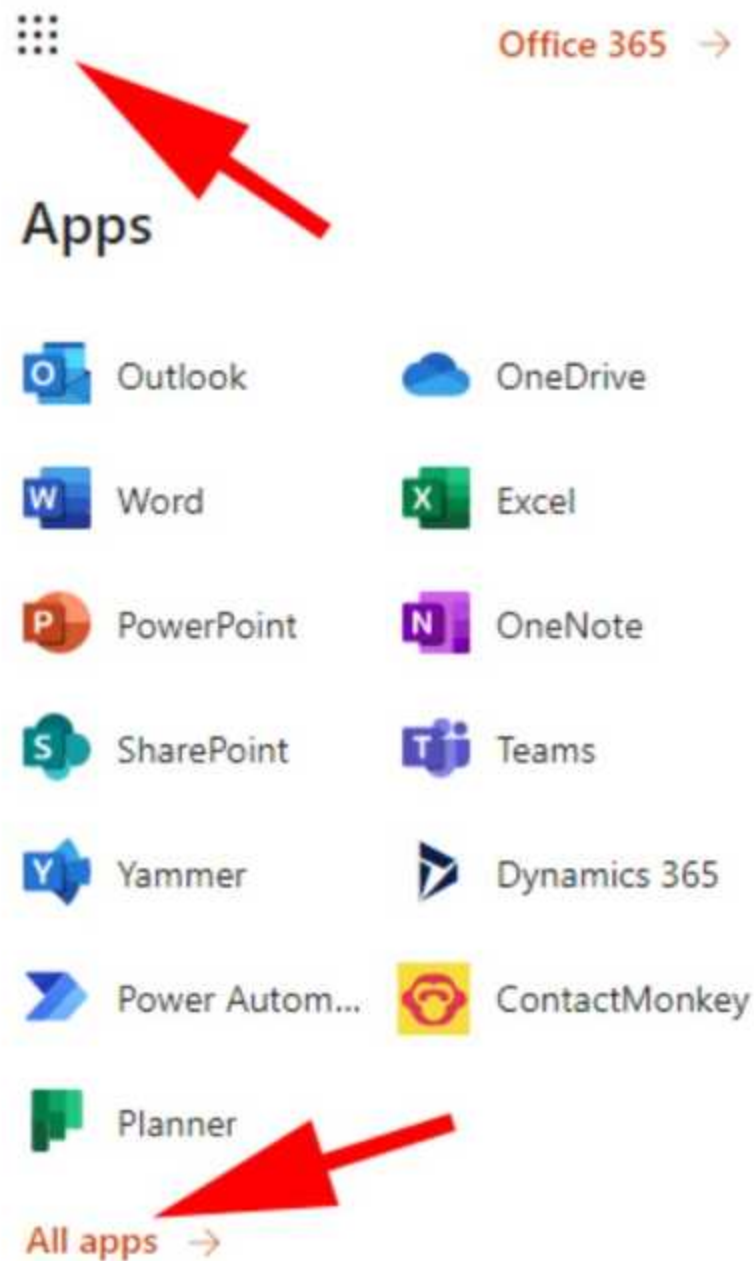 Office 365 →
Apps
Outlook OneDrive
Word Excel
PowerPoint OneNote
SharePoint Teams
Yammer Dynamics 365
Power Autom... ContactMonkey
Planner
All apps →